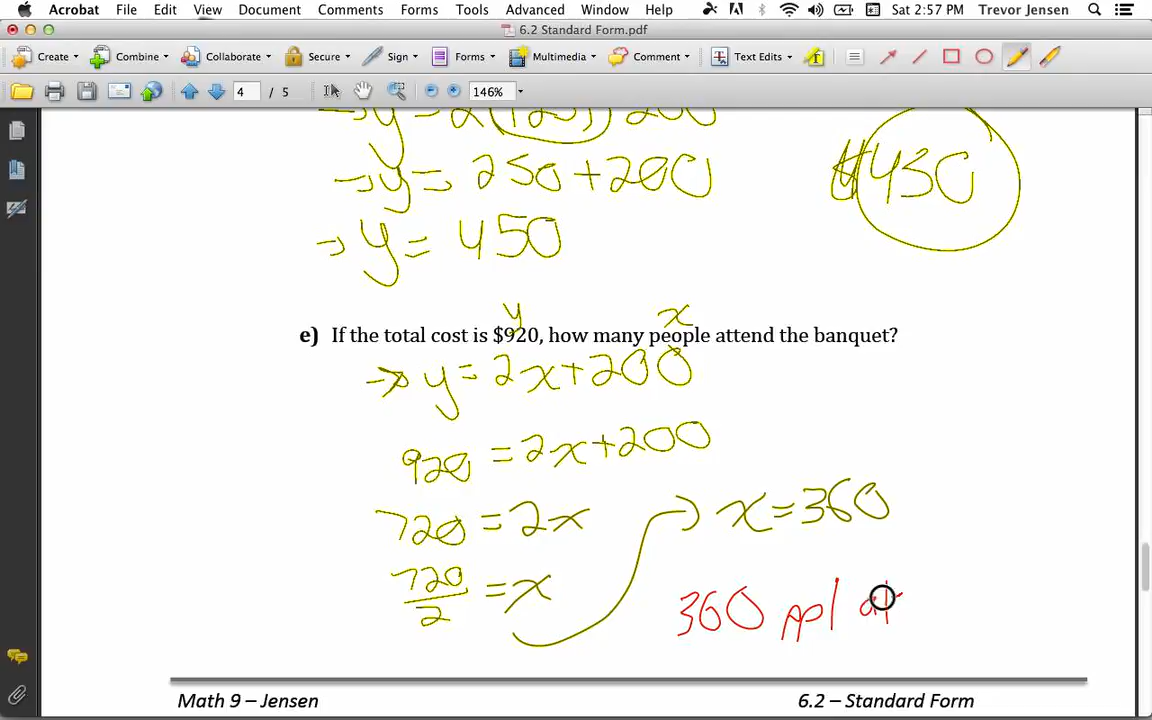 Acrobat File Edit View Document Comments Forms Tools Advanced Window Help Sat 2:57 PM Trevor Jensen
6.2 Standard Form.pdf
Create Combine Collaborate Secure Sign Forms Multimedia Comment Text Edits
4 / 5 146%
→y = 250 + 200
$450
→y = 450
y x
e) If the total cost is $920, how many people attend the banquet?
→ y = 2x + 200
920 = 2x + 200
720 = 2x
→ x = 360
720/2 = x
360 ppl at
Math 9 – Jensen 6.2 – Standard Form